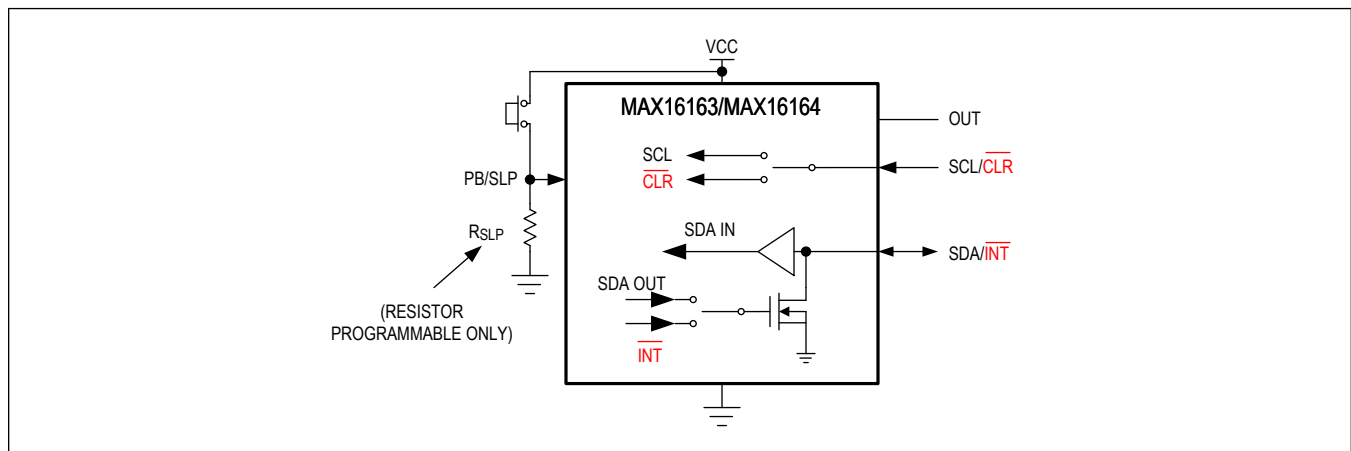 VCC
MAX16163/MAX16164
OUT
SCL
SCL/CLR
CLR
PB/SLP
SDA IN
RSLP
SDA/INT
SDA OUT
(RESISTOR
PROGRAMMABLE ONLY)
INT